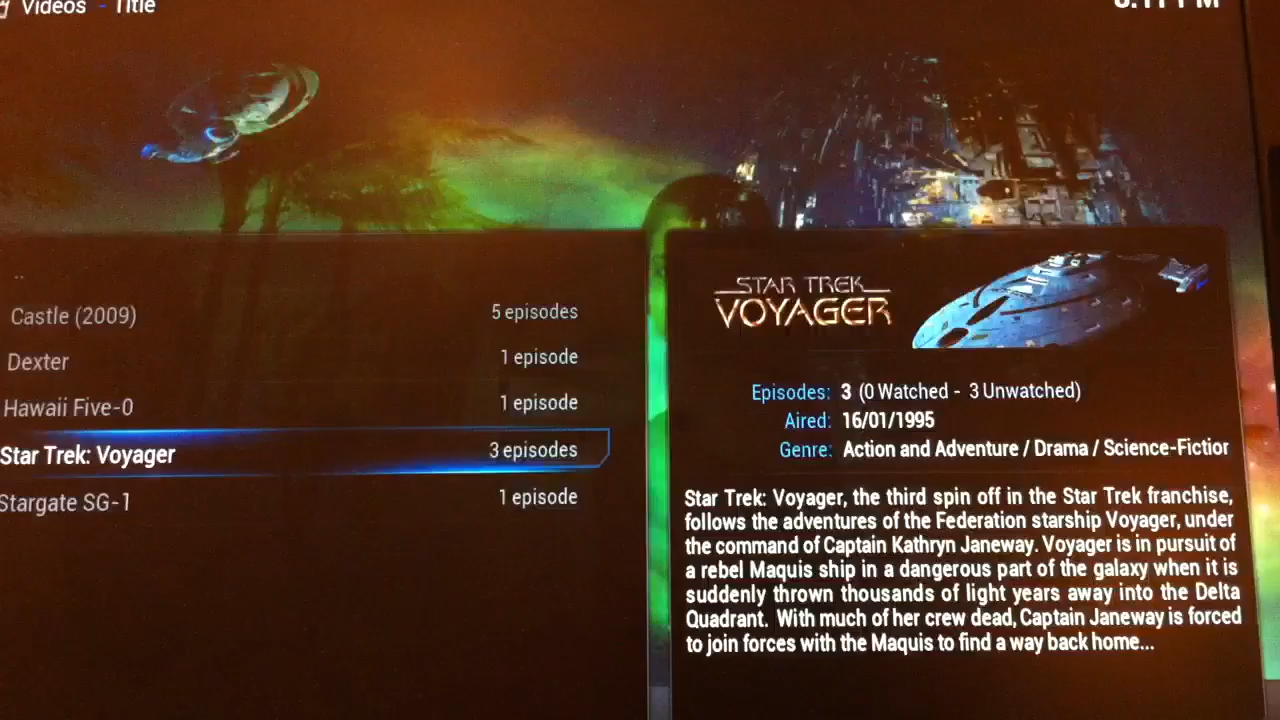 Videos - Title
..
Castle (2009) 5 episodes
Dexter 1 episode
Hawaii Five-0 1 episode
Star Trek: Voyager 3 episodes
Stargate SG-1 1 episode
STAR TREK
VOYAGER
Episodes: 3 (0 Watched - 3 Unwatched)
Aired: 16/01/1995
Genre: Action and Adventure / Drama / Science-Fiction
Star Trek: Voyager, the third spin off in the Star Trek franchise,
follows the adventures of the Federation starship Voyager, under
the command of Captain Kathryn Janeway. Voyager is in pursuit of
a rebel Maquis ship in a dangerous part of the galaxy when it is
suddenly thrown thousands of light years away into the Delta
Quadrant. With much of her crew dead, Captain Janeway is forced
to join forces with the Maquis to find a way back home...